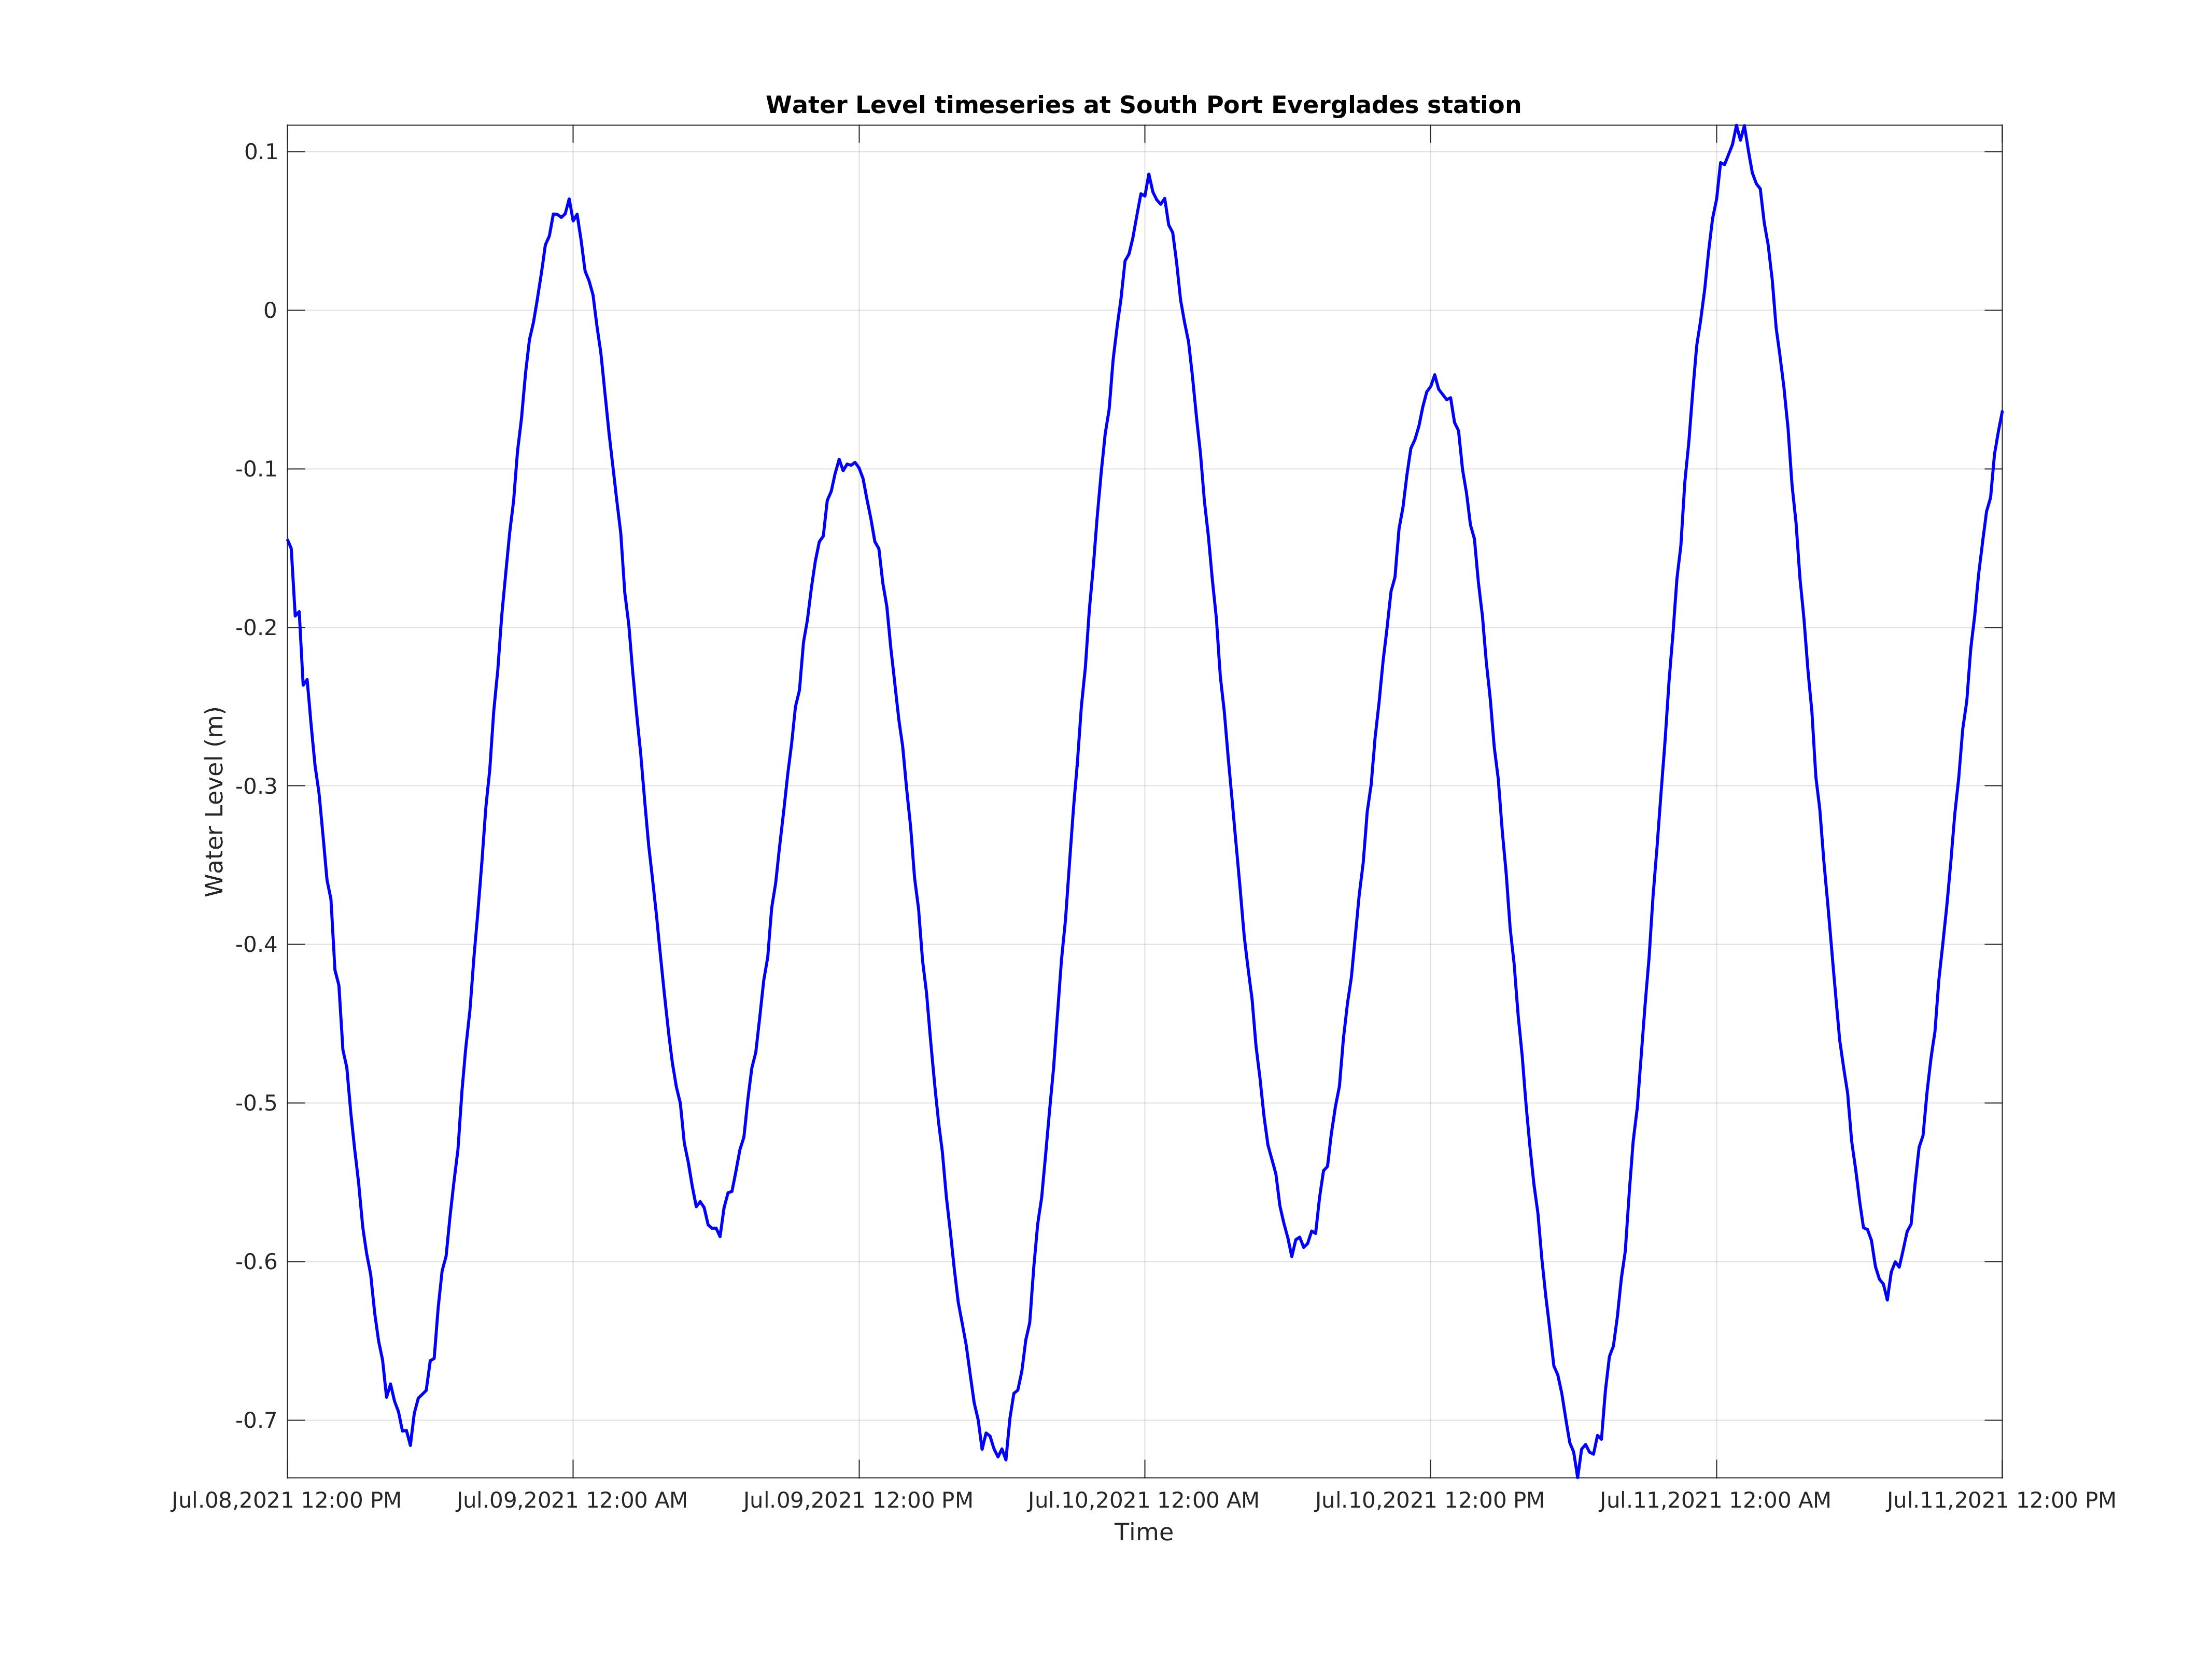 Water Level timeseries at South Port Everglades station
0.1
0
-0.1
-0.2
-0.3
-0.4
-0.5
-0.6
-0.7
Water Level (m)
Jul.08,2021 12:00 PM
Jul.09,2021 12:00 AM
Jul.09,2021 12:00 PM
Jul.10,2021 12:00 AM
Jul.10,2021 12:00 PM
Jul.11,2021 12:00 AM
Jul.11,2021 12:00 PM
Time